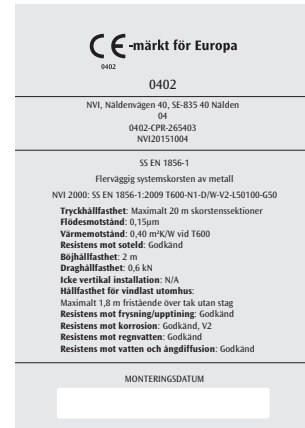 CE-märkt för Europa
0402
0402
NVI, Näldenvägen 40, SE-835 40 Nälden
04
0402-CPR-265403
NVI20151004
SS EN 1856-1
Flerväggig systemskorsten av metall
NVI 2000: SS EN 1856-1:2009 T600-N1-D/W-V2-L50100-G50
Tryckhållfasthet: Maximalt 20 m skorstenssektioner
Flödesmotstånd: 0,15µm
Värmemotstånd: 0,40 m²K/W vid T600
Resistens mot soteld: Godkänd
Böjhållfasthet: 2 m
Draghållfasthet: 0,6 kN
Icke vertikal installation: N/A
Hållfasthet för vindlast utomhus:
Maximalt 1,8 m fristående över tak utan stag
Resistens mot frysning/upptining: Godkänd
Resistens mot korrosion: Godkänd, V2
Resistens mot regnvatten: Godkänd
Resistens mot vatten och ångdiffusion: Godkänd
MONTERINGSDATUM